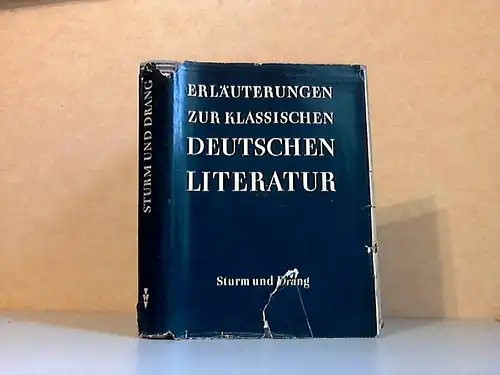 STURM UND DRANG
ERLÄUTERUNGEN
ZUR KLASSISCHEN
DEUTSCHEN
LITERATUR
Sturm und Drang